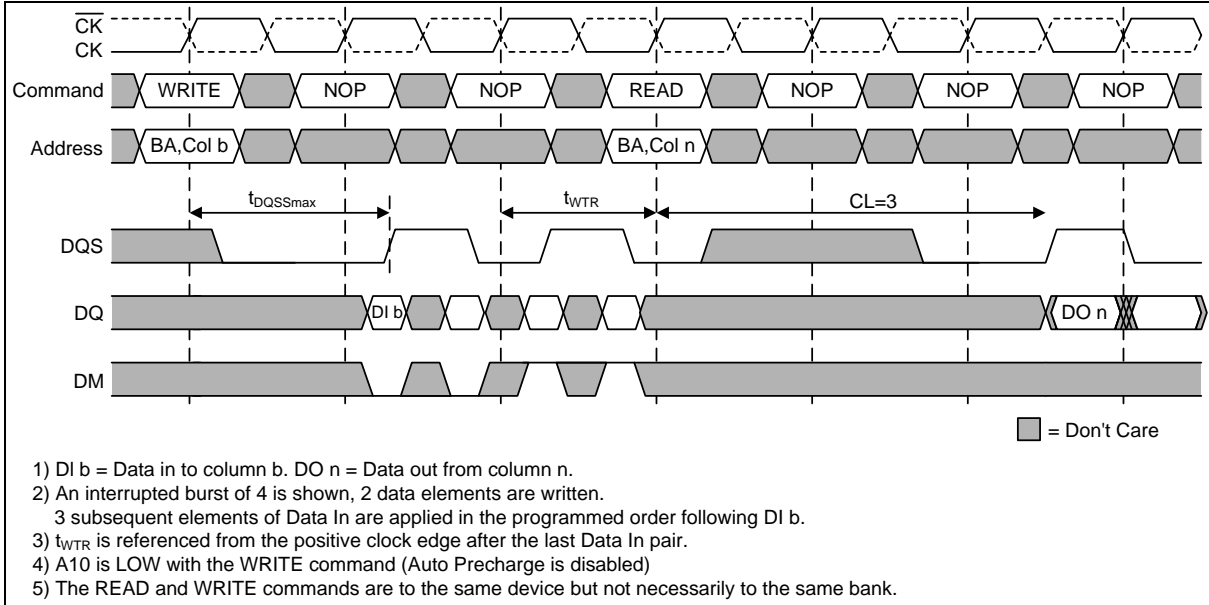 CK
CK
Command WRITE NOP NOP READ NOP NOP NOP
Address BA,Col b BA,Col n
tDQSSmax tWTR CL=3
DQS
DQ DI b DO n
DM
= Don't Care
1) DI b = Data in to column b. DO n = Data out from column n.
2) An interrupted burst of 4 is shown, 2 data elements are written.
3 subsequent elements of Data In are applied in the programmed order following DI b.
3) tWTR is referenced from the positive clock edge after the last Data In pair.
4) A10 is LOW with the WRITE command (Auto Precharge is disabled)
5) The READ and WRITE commands are to the same device but not necessarily to the same bank.